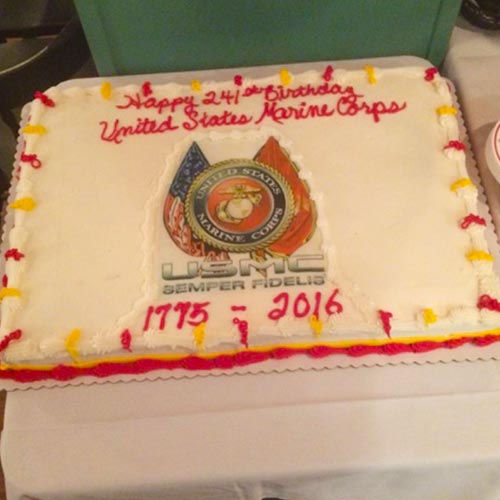 Happy 241st Birthday
United States Marine Corps
UNITED STATES
MARINE CORPS
USMC
SEMPER FIDELIS
1775 - 2016